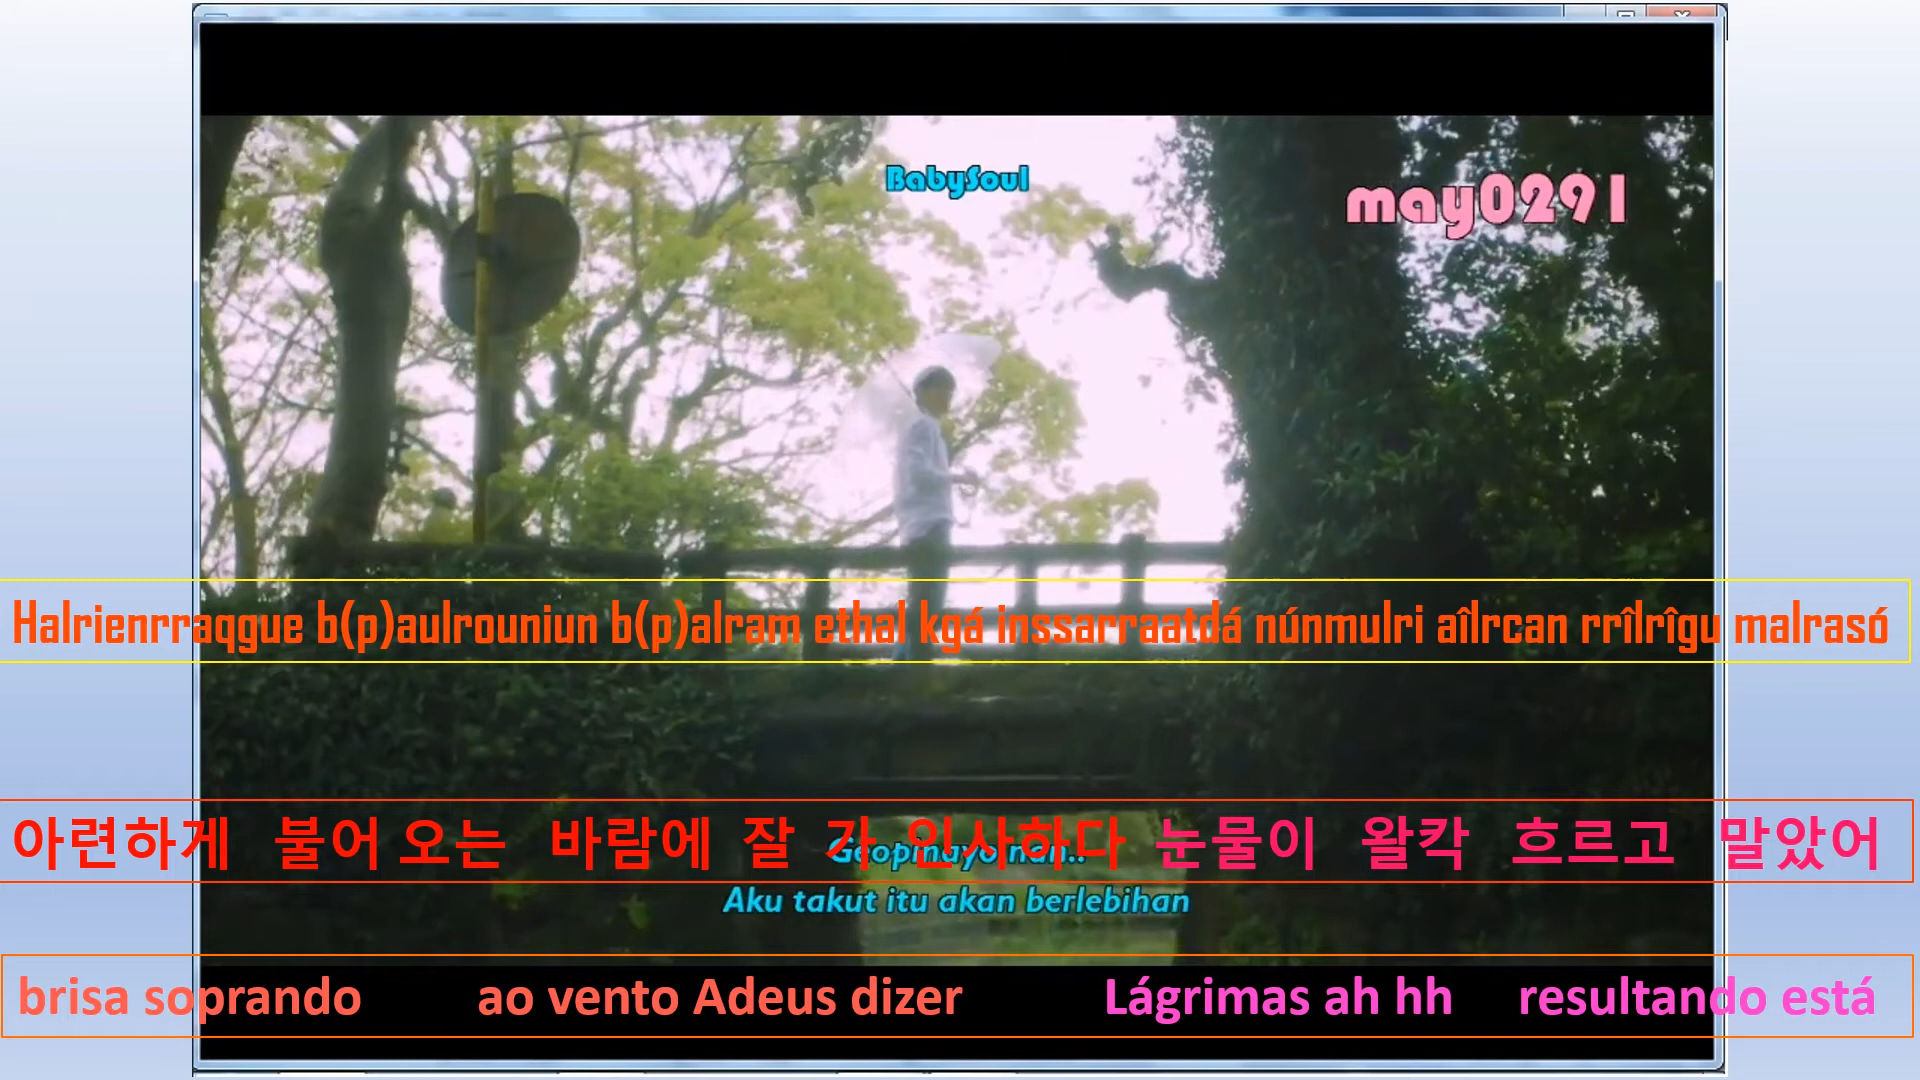 BabySoul
may0291
Halrienrraqgue b(p)aulrouniun b(p)alram ethal kgá inssarraatdá núnmulri aîlrcan rrîlrîgu malrasó
아련하게 불어 오는 바람에 잘 가 인사하다 눈물이 왈칵 흐르고 말았어
Geopmayo nan..
Aku takut itu akan berlebihan
brisa soprando ao vento Adeus dizer Lágrimas ah hh resultando está